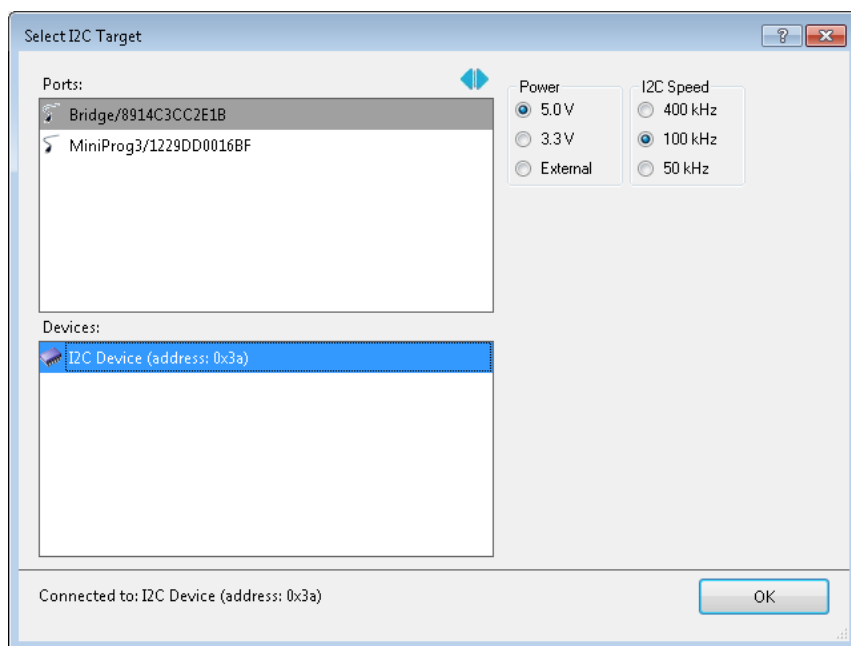 Select I2C Target
Ports:
Bridge/8914C3CC2E1B
MiniProg3/1229DD0016BF
Power
5.0 V
3.3 V
External
I2C Speed
400 kHz
100 kHz
50 kHz
Devices:
I2C Device (address: 0x3a)
Connected to: I2C Device (address: 0x3a)
OK